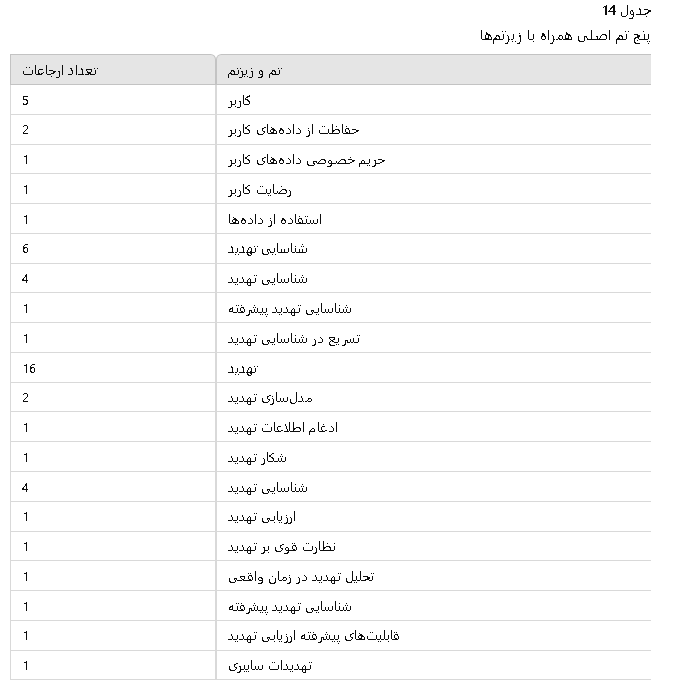 جدول 14
پنج تم اصلی همراه با زیرتم‌ها
تم و زیرتم	تعداد ارجاعات
کاربر	5
حفاظت از داده‌های کاربر	2
حریم خصوصی داده‌های کاربر	1
رضایت کاربر	1
استفاده از داده‌ها	1
شناسایی تهدید	6
شناسایی تهدید	4
شناسایی تهدید پیشرفته	1
تسریع در شناسایی تهدید	1
تهدید	16
مدل‌سازی تهدید	2
ادغام اطلاعات تهدید	1
شکار تهدید	1
شناسایی تهدید	4
ارزیابی تهدید	1
نظارت قوی بر تهدید	1
تحلیل تهدید در زمان واقعی	1
شناسایی تهدید پیشرفته	1
قابلیت‌های پیشرفته ارزیابی تهدید	1
تهدیدات سایبری	1